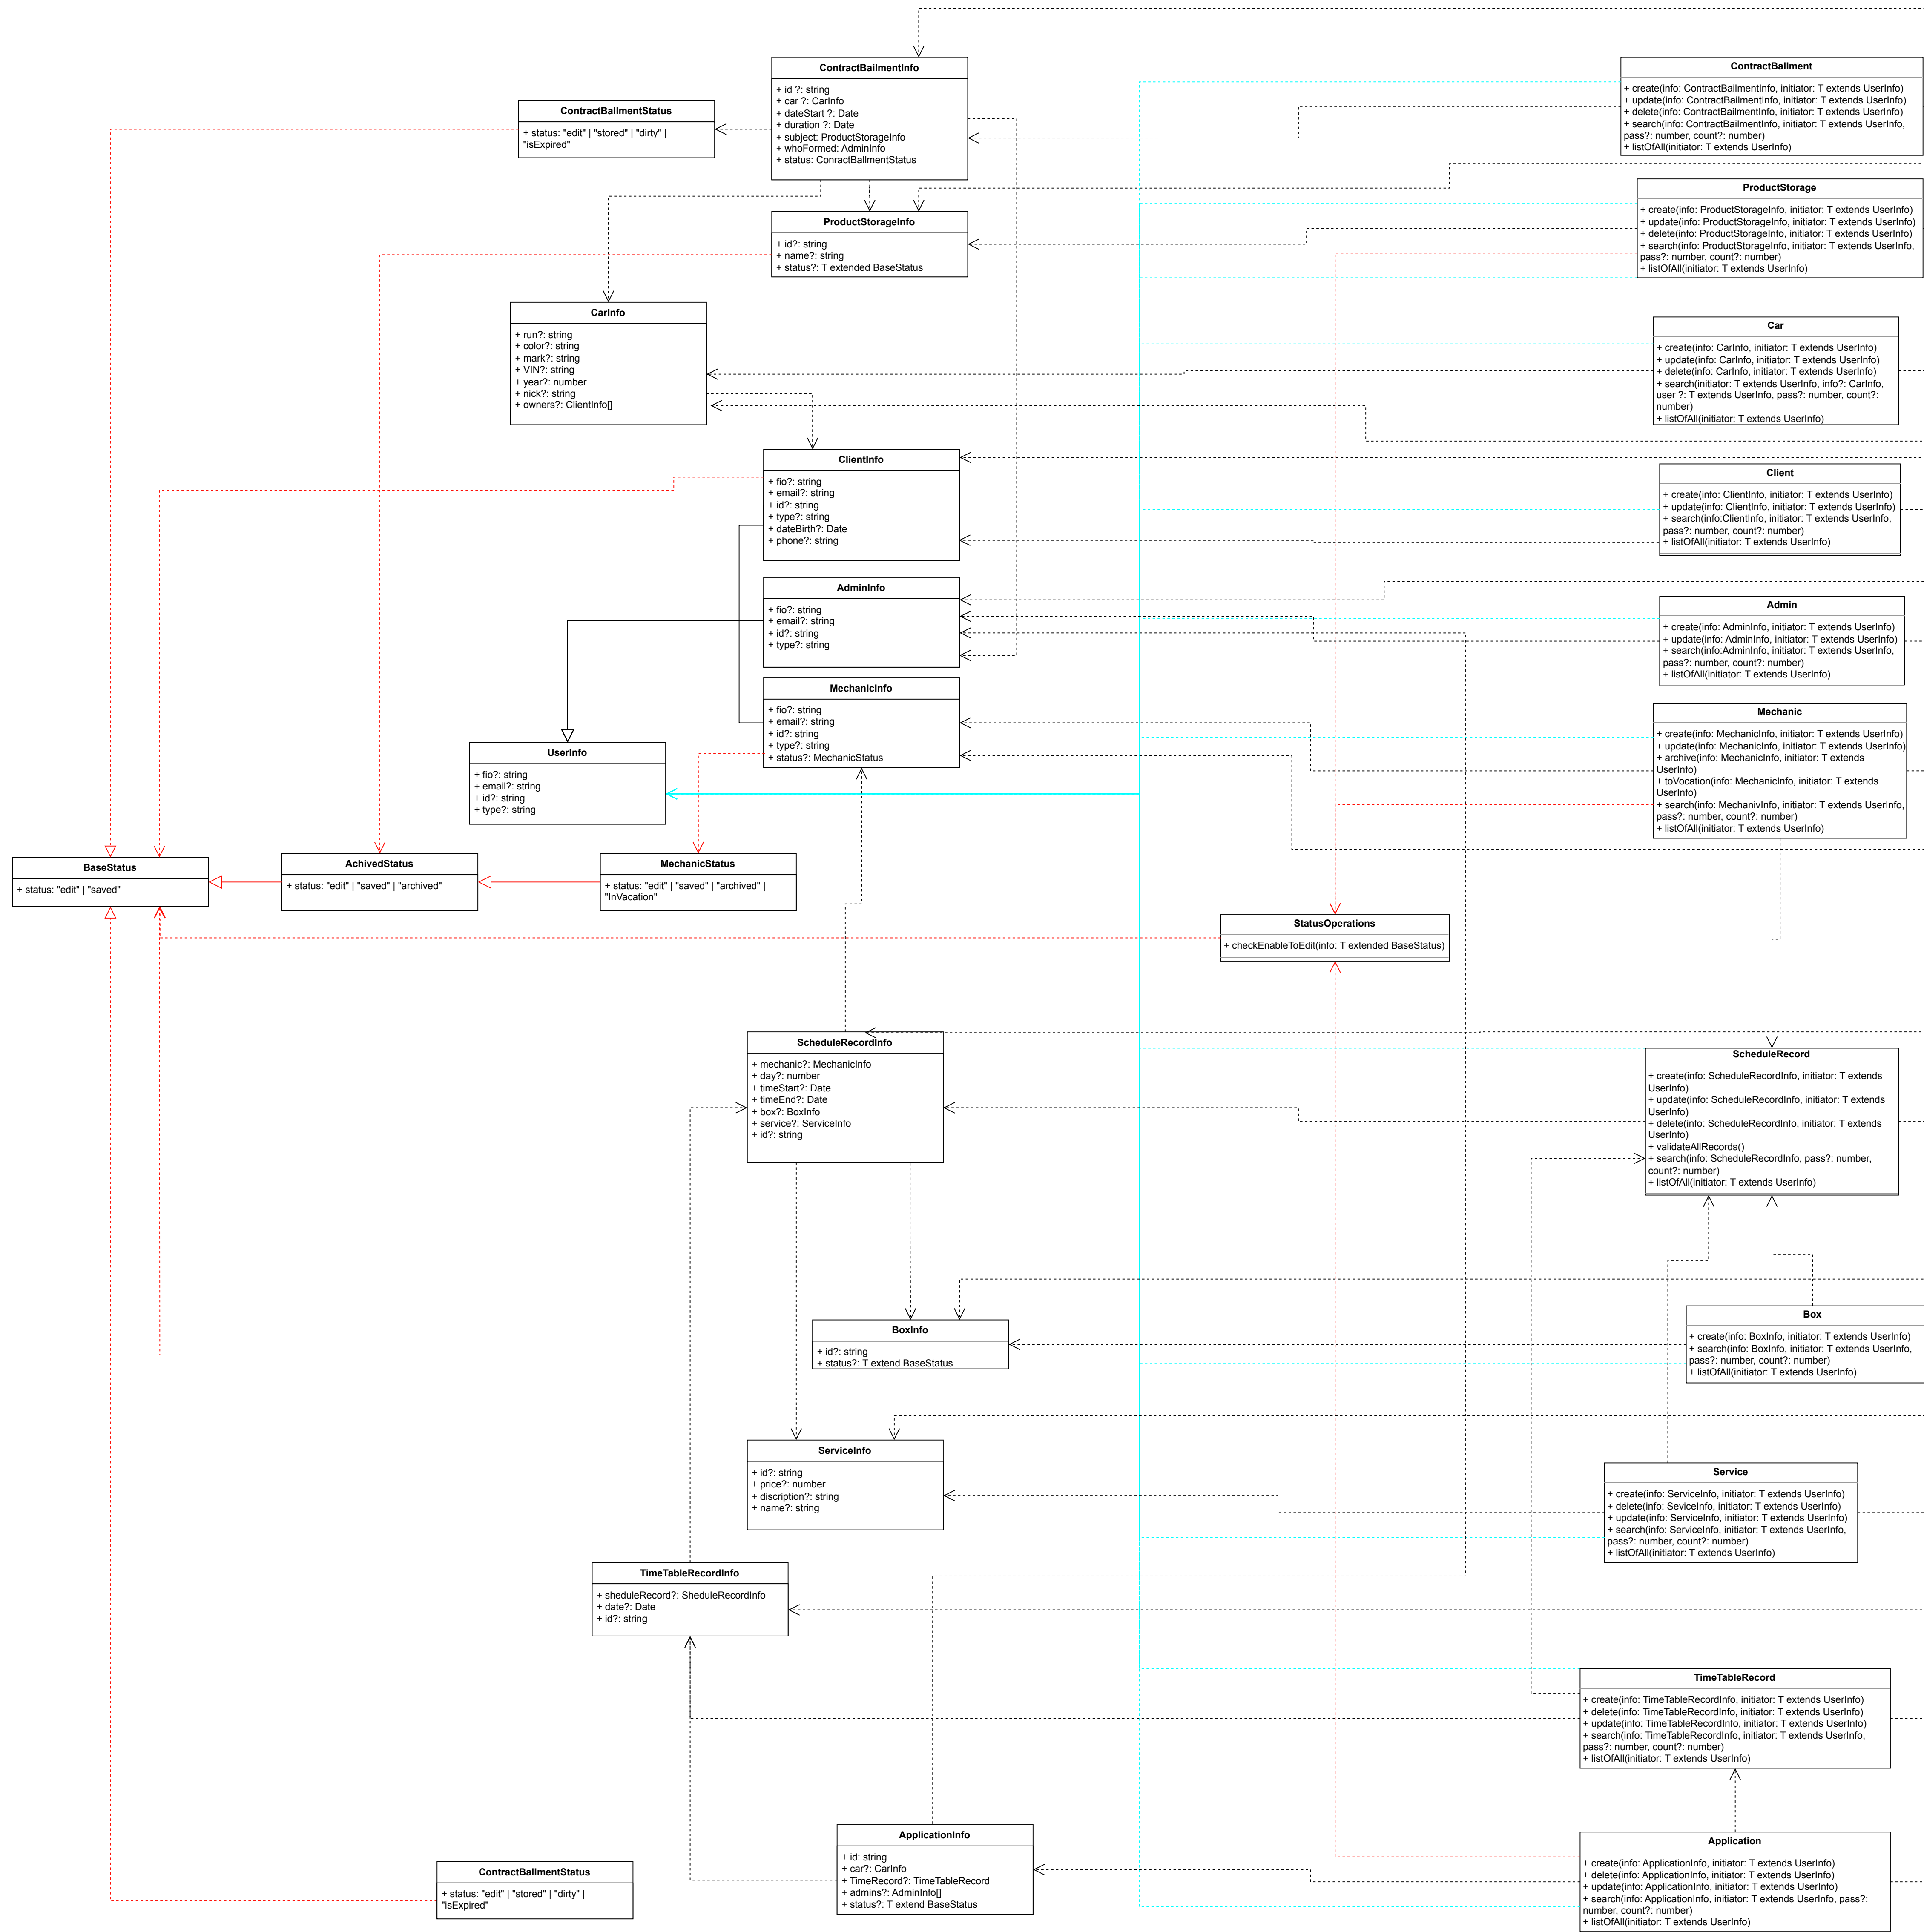 ContractBailmentInfo
+ id ?: string
+ car ?: CarInfo
+ dateStart ?: Date
+ duration ?: Date
+ subject: ProductStorageInfo
+ whoFormed: AdminInfo
+ status: ConractBallmentStatus
ContractBallment
+ create(info: ContractBailmentInfo, initiator: T extends UserInfo)
+ update(info: ContractBailmentInfo, initiator: T extends UserInfo)
+ delete(info: ContractBailmentInfo, initiator: T extends UserInfo)
+ search(info: ContractBailmentInfo, initiator: T extends UserInfo,
pass?: number, count?: number)
+ listOfAll(initiator: T extends UserInfo)
ContractBallmentStatus
+ status: "edit" | "stored" | "dirty" |
"isExpired"
ProductStorage
+ create(info: ProductStorageInfo, initiator: T extends UserInfo)
+ update(info: ProductStorageInfo, initiator: T extends UserInfo)
+ delete(info: ProductStorageInfo, initiator: T extends UserInfo)
+ search(info: ProductStorageInfo, initiator: T extends UserInfo,
pass?: number, count?: number)
+ listOfAll(initiator: T extends UserInfo)
ProductStorageInfo
+ id?: string
+ name?: string
+ status?: T extended BaseStatus
CarInfo
+ run?: string
+ color?: string
+ mark?: string
+ VIN?: string
+ year?: number
+ nick?: string
+ owners?: ClientInfo[]
Car
+ create(info: CarInfo, initiator: T extends UserInfo)
+ update(info: CarInfo, initiator: T extends UserInfo)
+ delete(info: CarInfo, initiator: T extends UserInfo)
+ search(initiator: T extends UserInfo, info?: CarInfo,
user ?: T extends UserInfo, pass?: number, count?:
number)
+ listOfAll(initiator: T extends UserInfo)
ClientInfo
+ fio?: string
+ email?: string
+ id?: string
+ type?: string
+ dateBirth?: Date
+ phone?: string
Client
+ create(info: ClientInfo, initiator: T extends UserInfo)
+ update(info: ClientInfo, initiator: T extends UserInfo)
+ search(info:ClientInfo, initiator: T extends UserInfo,
pass?: number, count?: number)
+ listOfAll(initiator: T extends UserInfo)
AdminInfo
+ fio?: string
+ email?: string
+ id?: string
+ type?: string
Admin
+ create(info: AdminInfo, initiator: T extends UserInfo)
+ update(info: AdminInfo, initiator: T extends UserInfo)
+ search(info:AdminInfo, initiator: T extends UserInfo,
pass?: number, count?: number)
+ listOfAll(initiator: T extends UserInfo)
MechanicInfo
+ fio?: string
+ email?: string
+ id?: string
+ type?: string
+ status?: MechanicStatus
Mechanic
+ create(info: MechanicInfo, initiator: T extends UserInfo)
+ update(info: MechanicInfo, initiator: T extends UserInfo)
+ archive(info: MechanicInfo, initiator: T extends
UserInfo)
+ toVocation(info: MechanicInfo, initiator: T extends
UserInfo)
+ search(info: MechanivInfo, initiator: T extends UserInfo,
pass?: number, count?: number)
+ listOfAll(initiator: T extends UserInfo)
UserInfo
+ fio?: string
+ email?: string
+ id?: string
+ type?: string
BaseStatus
+ status: "edit" | "saved"
AchivedStatus
+ status: "edit" | "saved" | "archived"
MechanicStatus
+ status: "edit" | "saved" | "archived" |
"InVacation"
StatusOperations
+ checkEnableToEdit(info: T extended BaseStatus)
ScheduleRecordInfo
+ mechanic?: MechanicInfo
+ day?: number
+ timeStart?: Date
+ timeEnd?: Date
+ box?: BoxInfo
+ service?: ServiceInfo
+ id?: string
ScheduleRecord
+ create(info: ScheduleRecordInfo, initiator: T extends
UserInfo)
+ update(info: ScheduleRecordInfo, initiator: T extends
UserInfo)
+ delete(info: ScheduleRecordInfo, initiator: T extends
UserInfo)
+ validateAllRecords()
+ search(info: ScheduleRecordInfo, pass?: number,
count?: number)
+ listOfAll(initiator: T extends UserInfo)
BoxInfo
+ id?: string
+ status?: T extend BaseStatus
Box
+ create(info: BoxInfo, initiator: T extends UserInfo)
+ search(info: BoxInfo, initiator: T extends UserInfo,
pass?: number, count?: number)
+ listOfAll(initiator: T extends UserInfo)
ServiceInfo
+ id?: string
+ price?: number
+ discription?: string
+ name?: string
Service
+ create(info: ServiceInfo, initiator: T extends UserInfo)
+ delete(info: SeviceInfo, initiator: T extends UserInfo)
+ update(info: ServiceInfo, initiator: T extends UserInfo)
+ search(info: ServiceInfo, initiator: T extends UserInfo,
pass?: number, count?: number)
+ listOfAll(initiator: T extends UserInfo)
TimeTableRecordInfo
+ sheduleRecord?: SheduleRecordInfo
+ date?: Date
+ id?: string
TimeTableRecord
+ create(info: TimeTableRecordInfo, initiator: T extends UserInfo)
+ delete(info: TimeTableRecordInfo, initiator: T extends UserInfo)
+ update(info: TimeTableRecordInfo, initiator: T extends UserInfo)
+ search(info: TimeTableRecordInfo, initiator: T extends UserInfo,
pass?: number, count?: number)
+ listOfAll(initiator: T extends UserInfo)
ApplicationInfo
+ id: string
+ car?: CarInfo
+ TimeRecord?: TimeTableRecord
+ admins?: AdminInfo[]
+ status?: T extend BaseStatus
Application
+ create(info: ApplicationInfo, initiator: T extends UserInfo)
+ delete(info: ApplicationInfo, initiator: T extends UserInfo)
+ update(info: ApplicationInfo, initiator: T extends UserInfo)
+ search(info: ApplicationInfo, initiator: T extends UserInfo, pass?:
number, count?: number)
+ listOfAll(initiator: T extends UserInfo)
ContractBallmentStatus
+ status: "edit" | "stored" | "dirty" |
"isExpired"